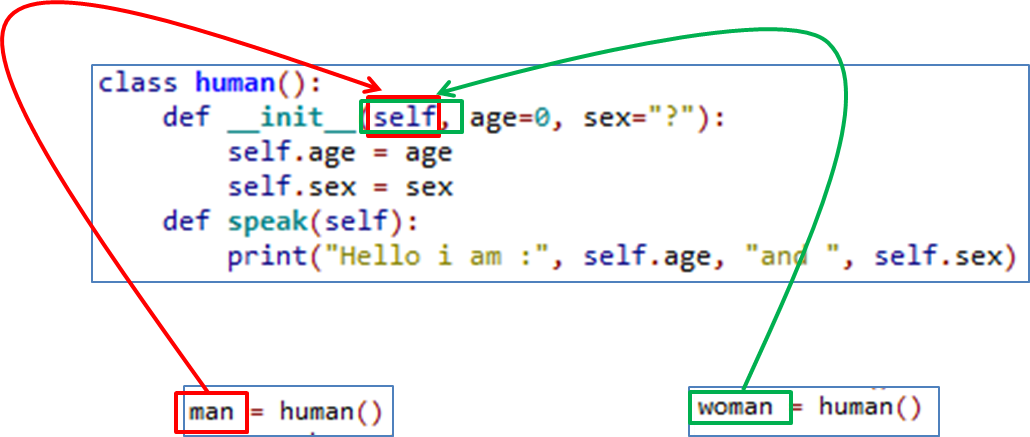 class human():
    def __init__(self, age=0, sex="?"):
        self.age = age
        self.sex = sex
    def speak(self):
        print("Hello i am :", self.age, "and ", self.sex)
man = human()
woman = human()